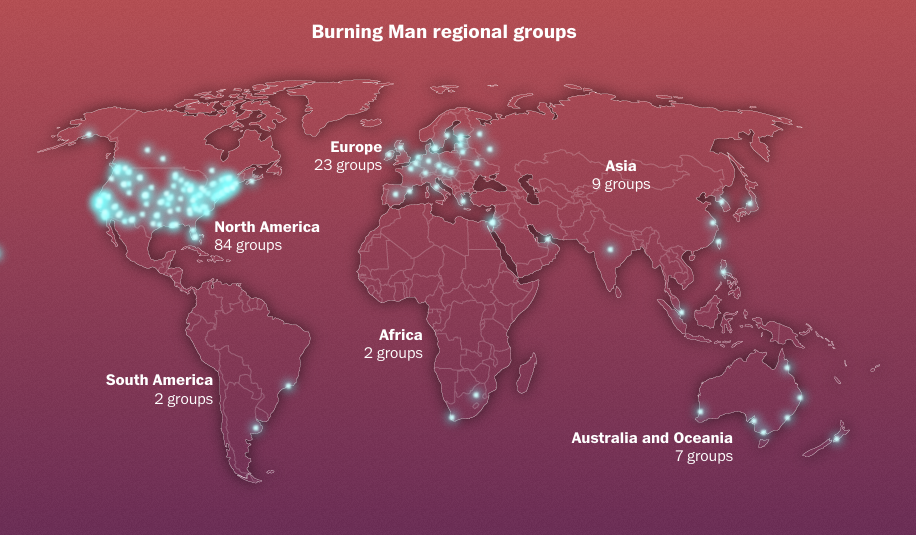 Burning Man regional groups
Europe
23 groups
Asia
9 groups
North America
84 groups
Africa
2 groups
South America
2 groups
Australia and Oceania
7 groups